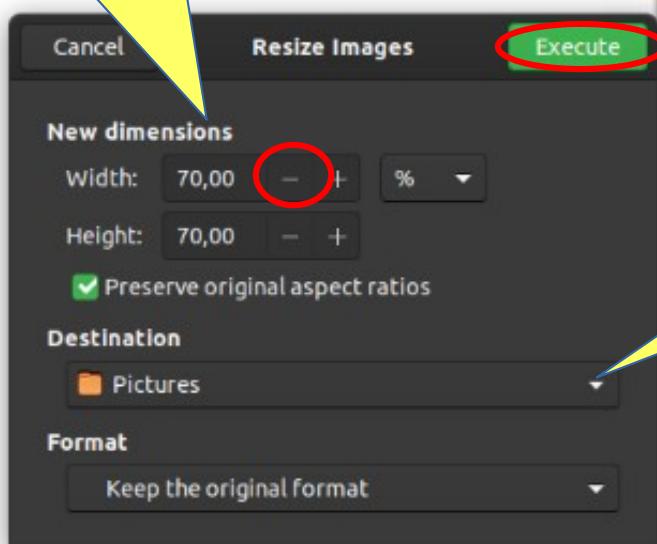 Cancel Resize Images Execute
New dimensions
Width: 70,00 − + %
Height: 70,00 − +
Preserve original aspect ratios
Destination
Pictures
Format
Keep the original format